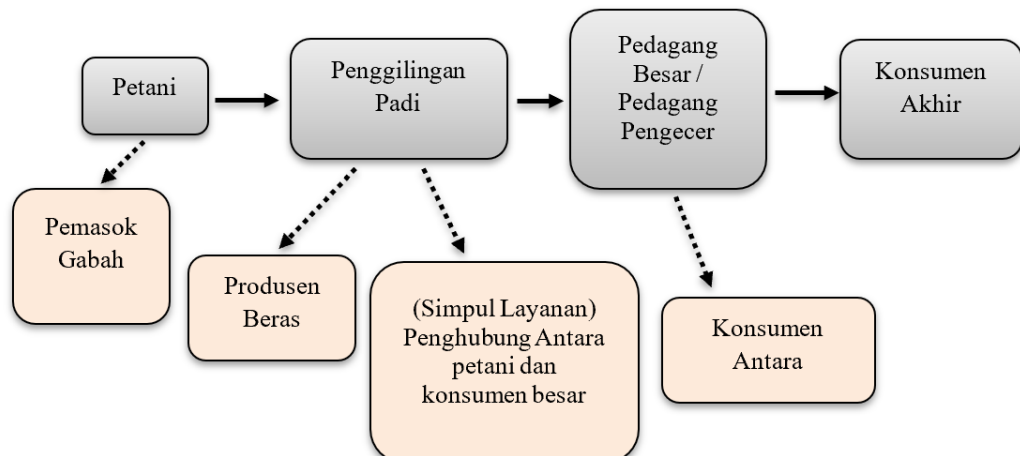 Petani
Penggilingan
Padi
Pedagang
Besar /
Pedagang
Pengecer
Konsumen
Akhir
Pemasok
Gabah
Produsen
Beras
(Simpul Layanan)
Penghubung Antara
petani dan
konsumen besar
Konsumen
Antara